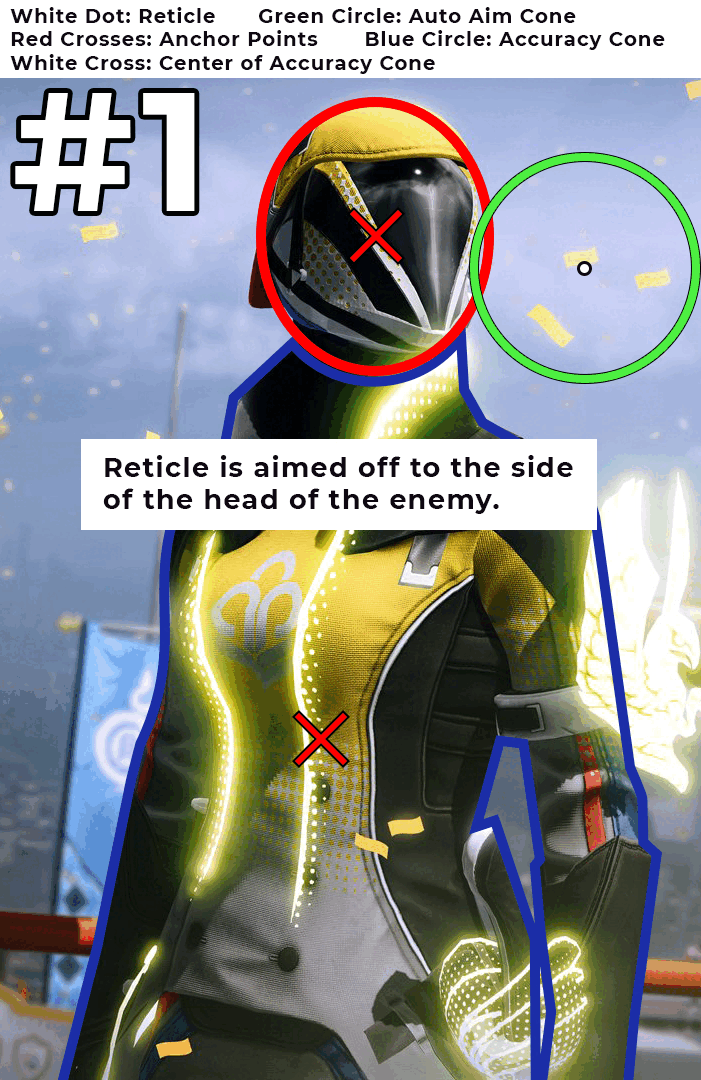 White Dot: Reticle Green Circle: Auto Aim Cone
Red Crosses: Anchor Points Blue Circle: Accuracy Cone
White Cross: Center of Accuracy Cone
#1
Reticle is aimed off to the side
of the head of the enemy.